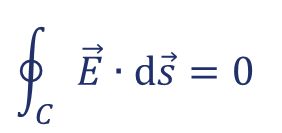 ∮_C E⃗ · ds⃗ = 0